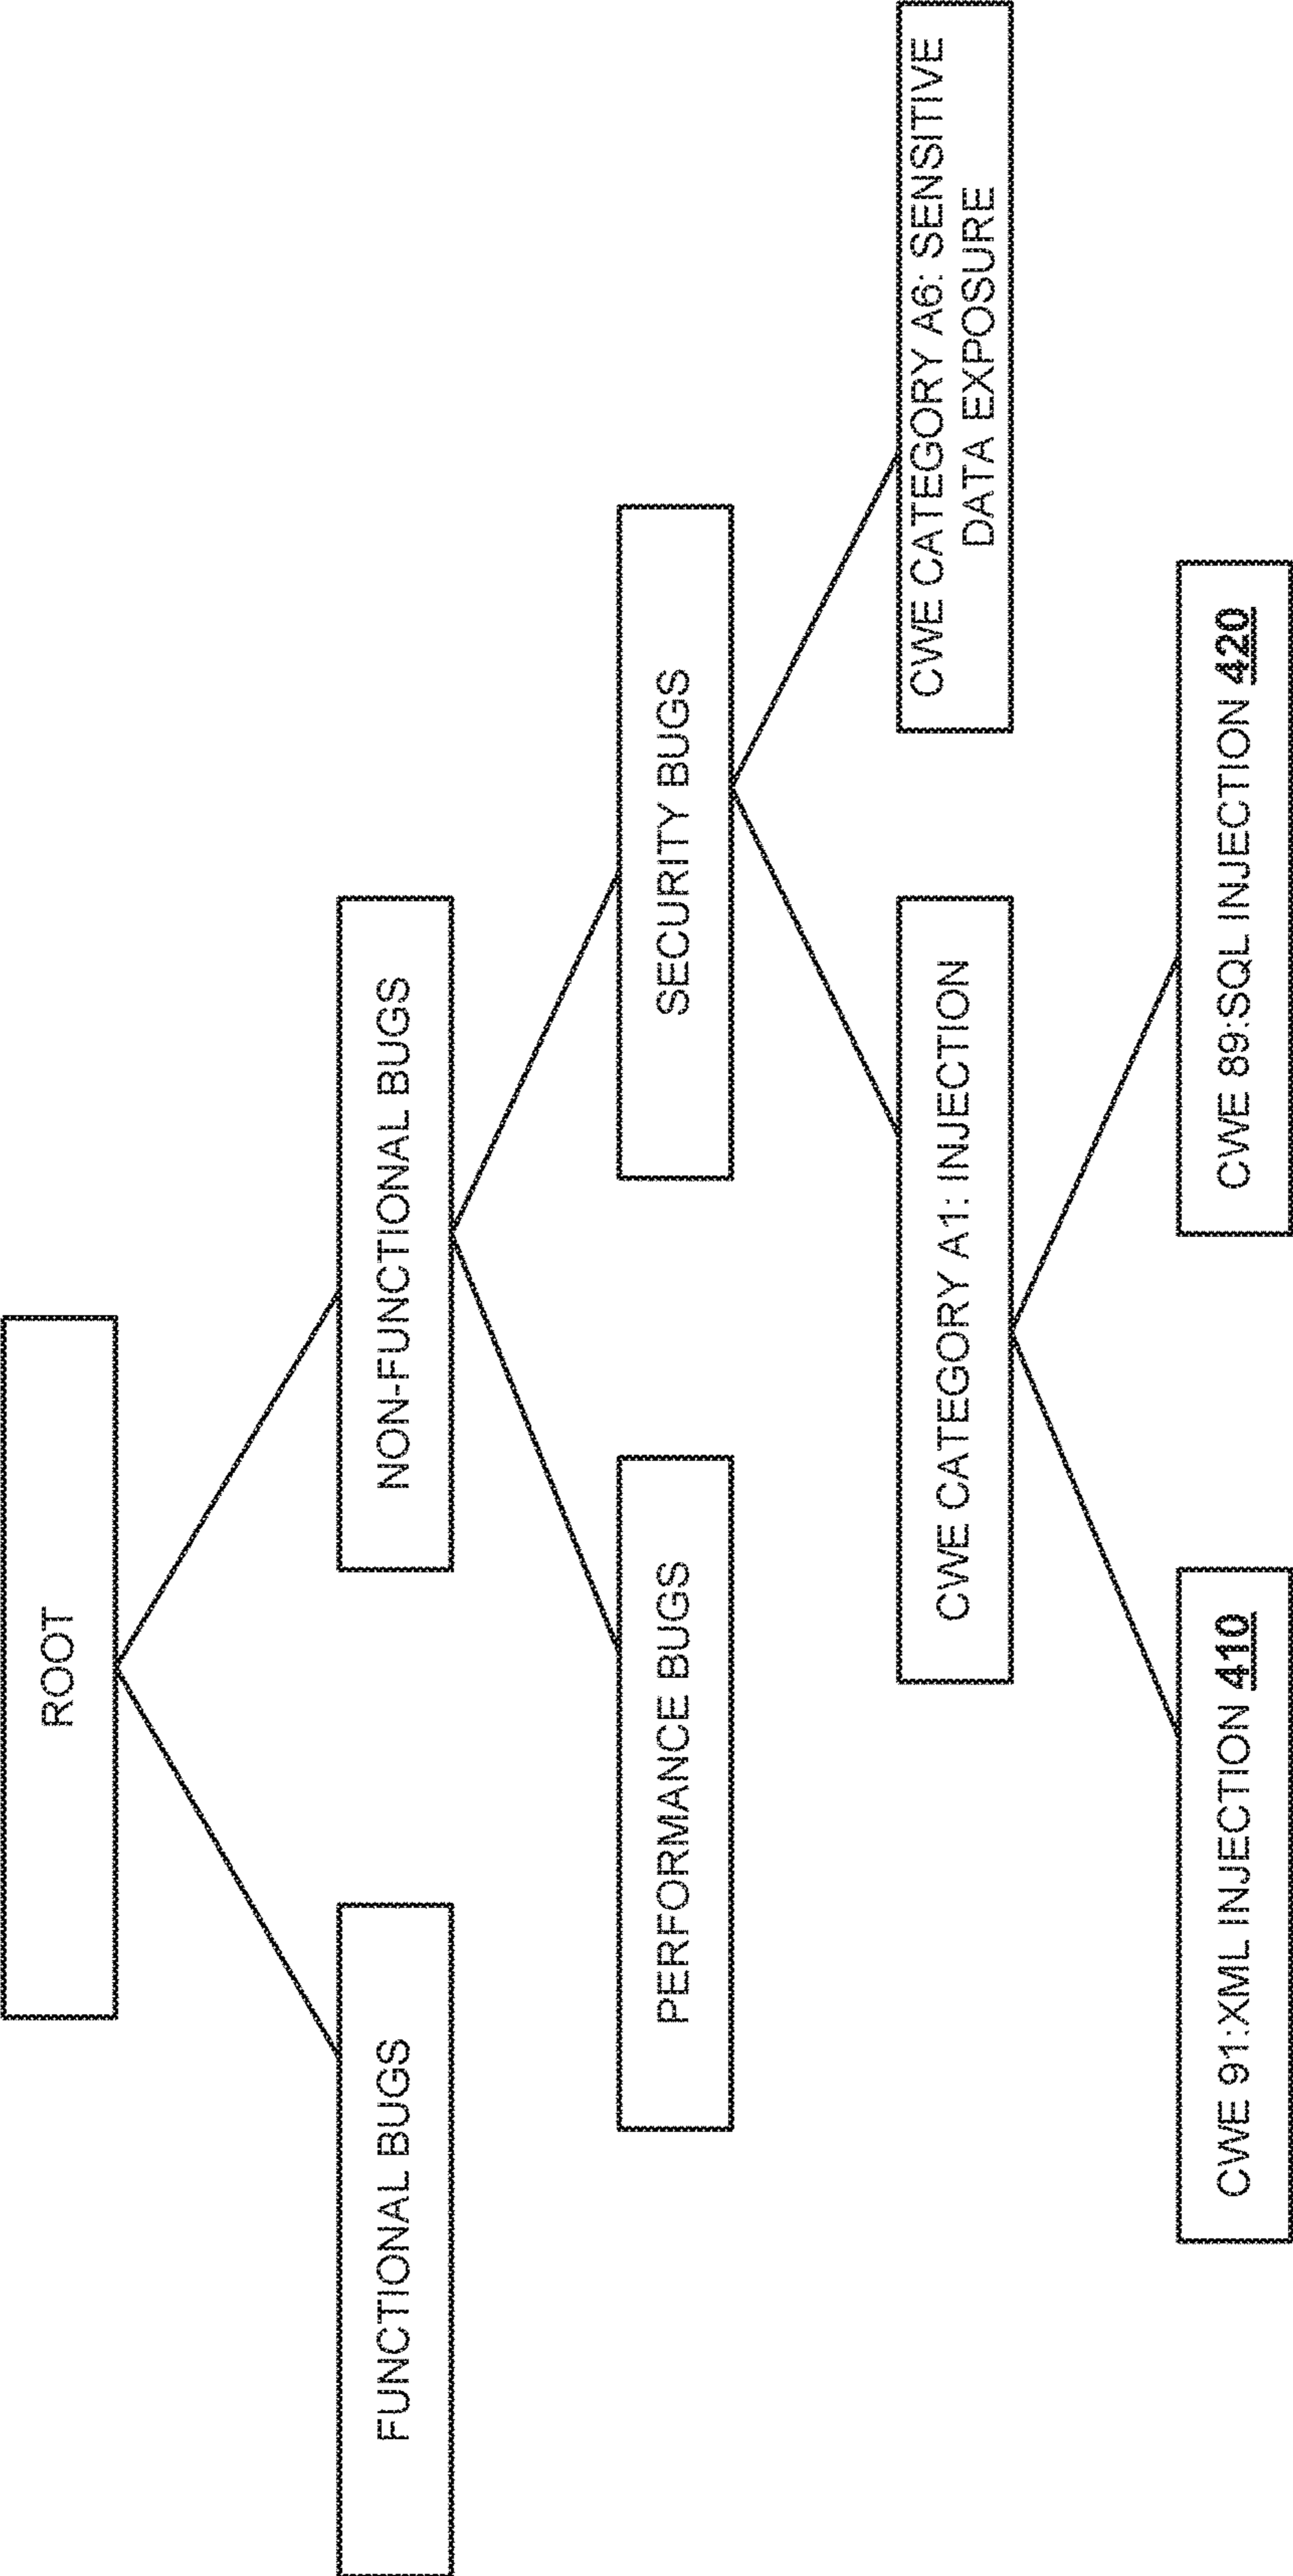 ROOT
FUNCTIONAL BUGS
NON-FUNCTIONAL BUGS
PERFORMANCE BUGS
SECURITY BUGS
CWE CATEGORY A1: INJECTION
CWE CATEGORY A6: SENSITIVE
DATA EXPOSURE
CWE 91:XML INJECTION 410
CWE 89:SQL INJECTION 420